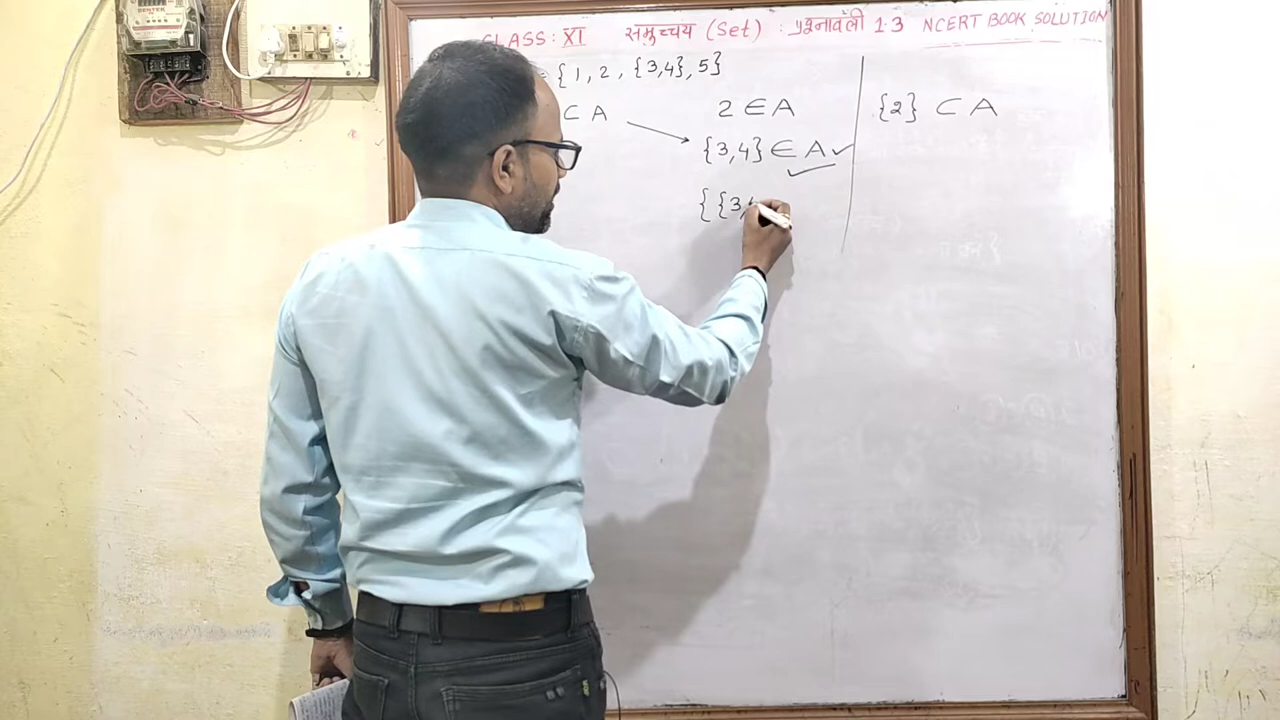 CLASS: XI समुच्चय (Set) : प्रश्नावली 1.3 NCERT BOOK SOLUTION
= { 1, 2, {3,4}, 5 }
⊂ A
2 ∈ A
{3,4} ∈ A
{ {3,
{2} ⊂ A